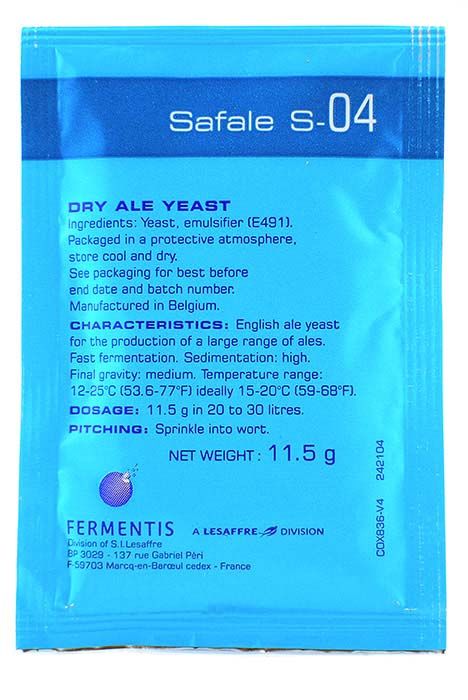 Safale S-04
DRY ALE YEAST
Ingredients: Yeast, emulsifier (E491).
Packaged in a protective atmosphere,
store cool and dry.
See packaging for best before
end date and batch number.
Manufactured in Belgium.
CHARACTERISTICS: English ale yeast
for the production of a large range of ales.
Fast fermentation. Sedimentation: high.
Final gravity: medium. Temperature range:
12-25°C (53.6-77°F) ideally 15-20°C (59-68°F).
DOSAGE: 11.5 g in 20 to 30 litres.
PITCHING: Sprinkle into wort.
NET WEIGHT: 11.5 g
FERMENTIS A LESAFFRE DIVISION
Division of S.I.Lesaffre
BP 3029 - 137 rue Gabriel Péri
F-59703 Marcq-en-Barœul cedex - France
COX836-V4 242104